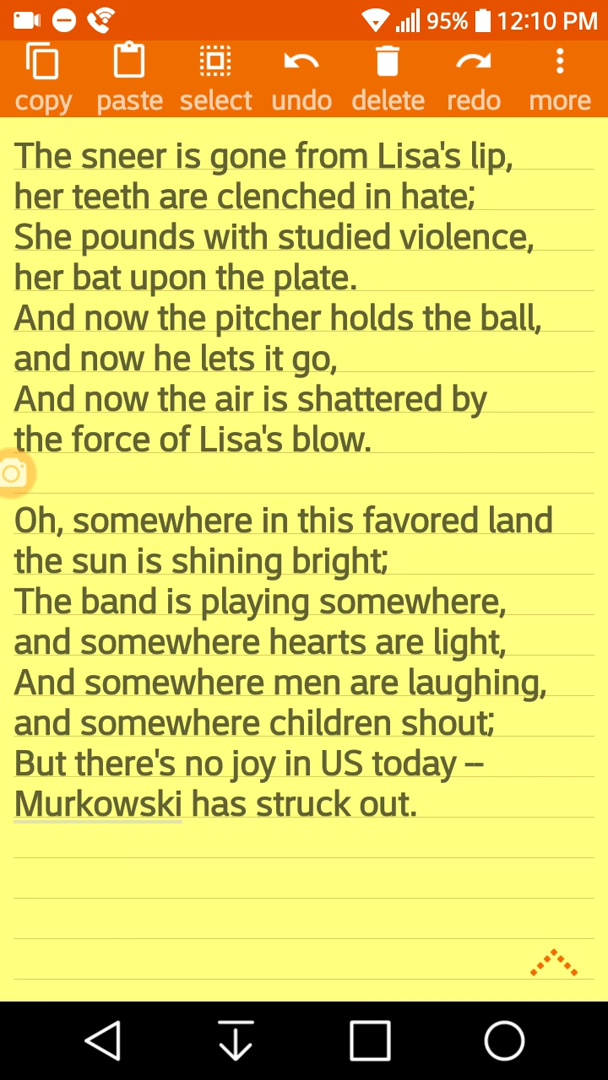 95% 12:10 PM
copy paste select undo delete redo more
The sneer is gone from Lisa's lip,
her teeth are clenched in hate;
She pounds with studied violence,
her bat upon the plate.
And now the pitcher holds the ball,
and now he lets it go,
And now the air is shattered by
the force of Lisa's blow.
Oh, somewhere in this favored land
the sun is shining bright;
The band is playing somewhere,
and somewhere hearts are light,
And somewhere men are laughing,
and somewhere children shout;
But there's no joy in US today –
Murkowski has struck out.